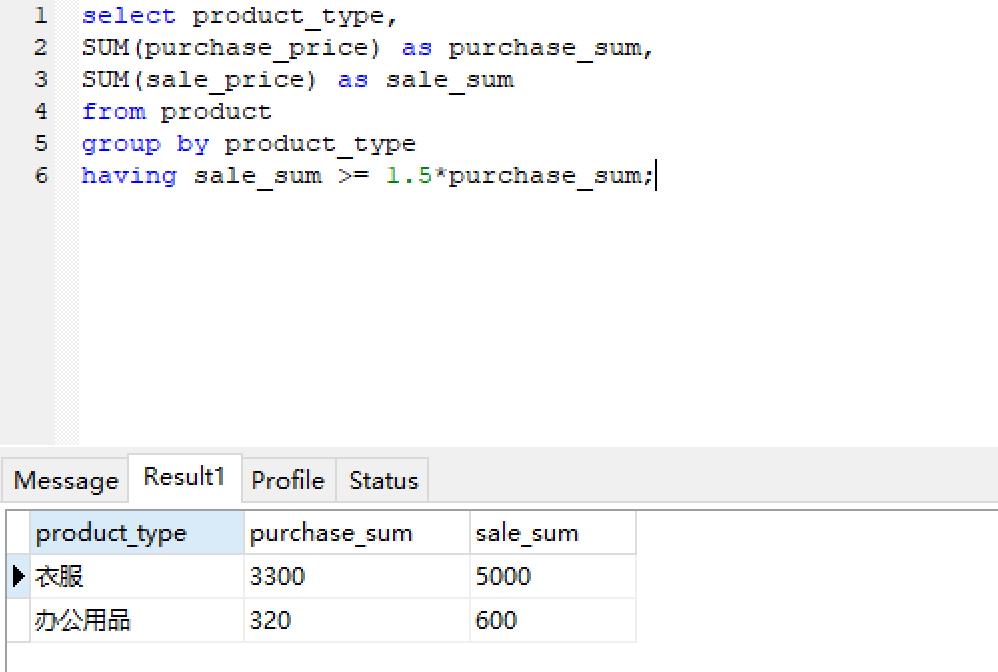 1 select product_type,
2 SUM(purchase_price) as purchase_sum,
3 SUM(sale_price) as sale_sum
4 from product
5 group by product_type
6 having sale_sum >= 1.5*purchase_sum;
Message Result1 Profile Status
product_type purchase_sum sale_sum
衣服 3300 5000
办公用品 320 600